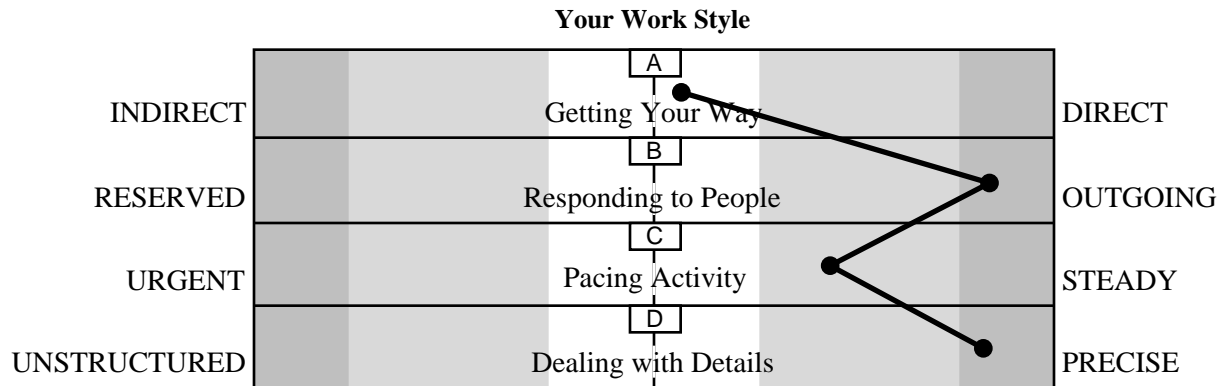 Your Work Style
A
INDIRECT Getting Your Way DIRECT
B
RESERVED Responding to People OUTGOING
C
URGENT Pacing Activity STEADY
D
UNSTRUCTURED Dealing with Details PRECISE